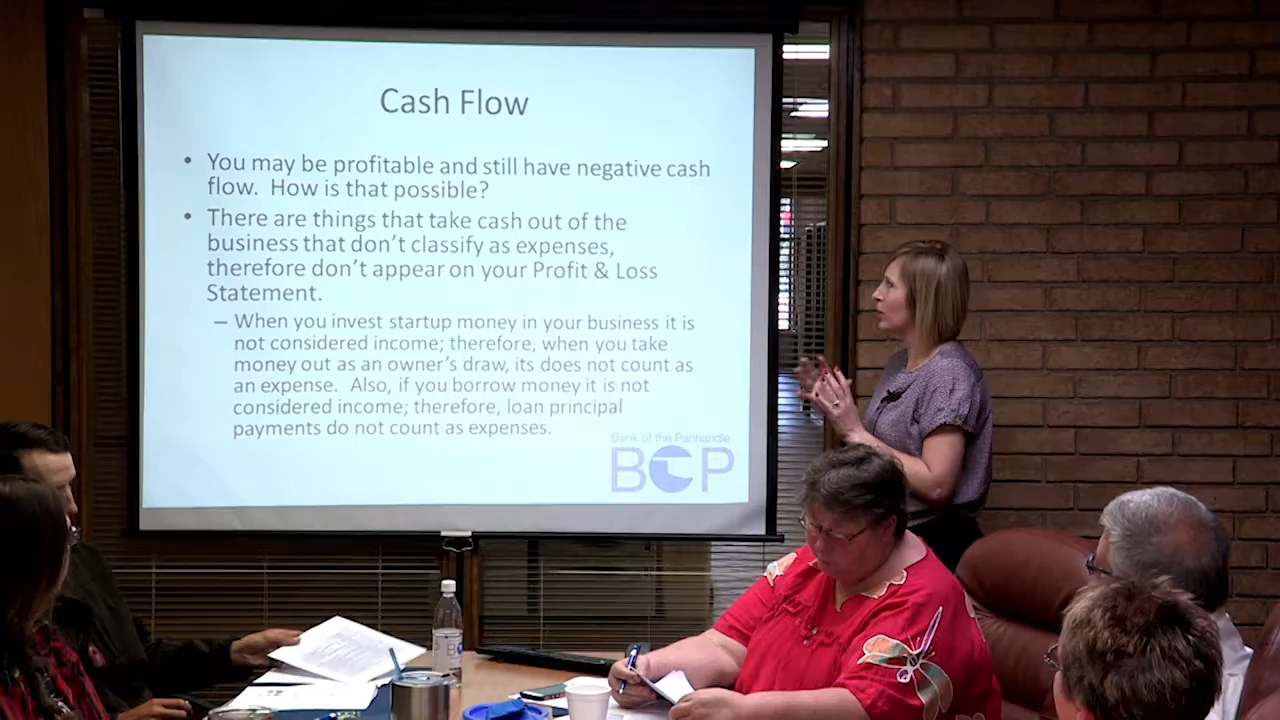 Cash Flow
• You may be profitable and still have negative cash
flow. How is that possible?
• There are things that take cash out of the
business that don't classify as expenses,
therefore don't appear on your Profit & Loss
Statement.
– When you invest startup money in your business it is
not considered income; therefore, when you take
money out as an owner's draw, its does not count as
an expense. Also, if you borrow money it is not
considered income; therefore, loan principal
payments do not count as expenses.
Bank of the Panhandle
BOP